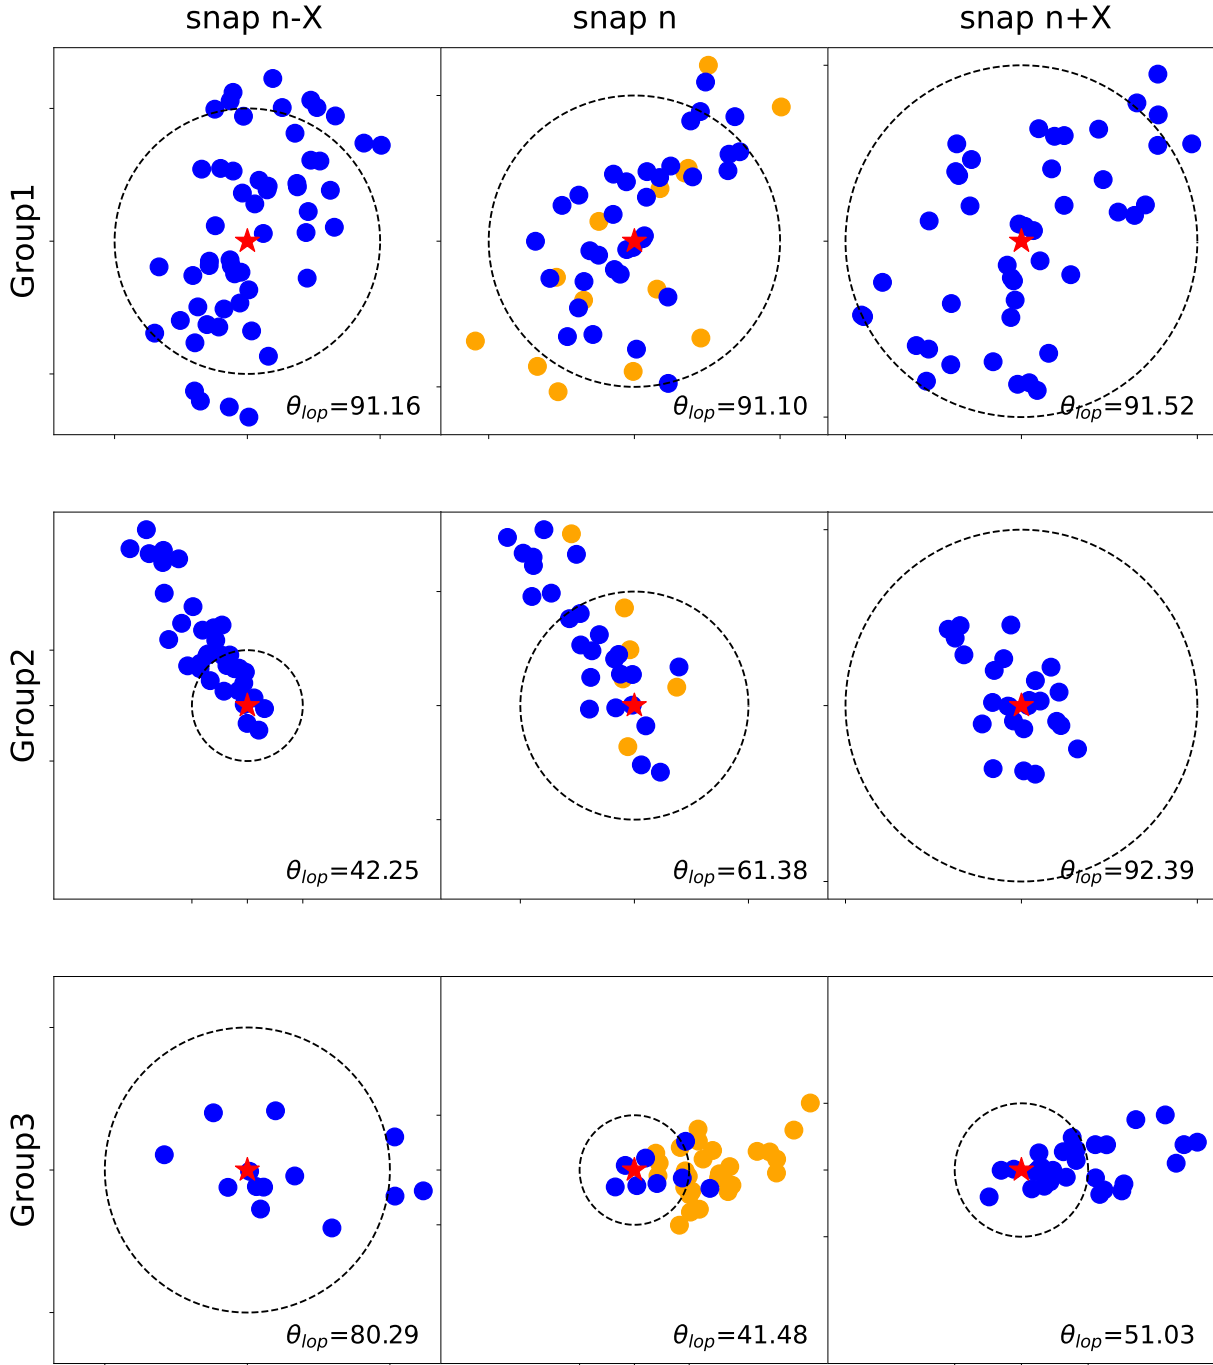 snap n-X snap n snap n+X
Group1
θlop=91.16 θlop=91.10 θlop=91.52
Group2
θlop=42.25 θlop=61.38 θlop=92.39
Group3
θlop=80.29 θlop=41.48 θlop=51.03